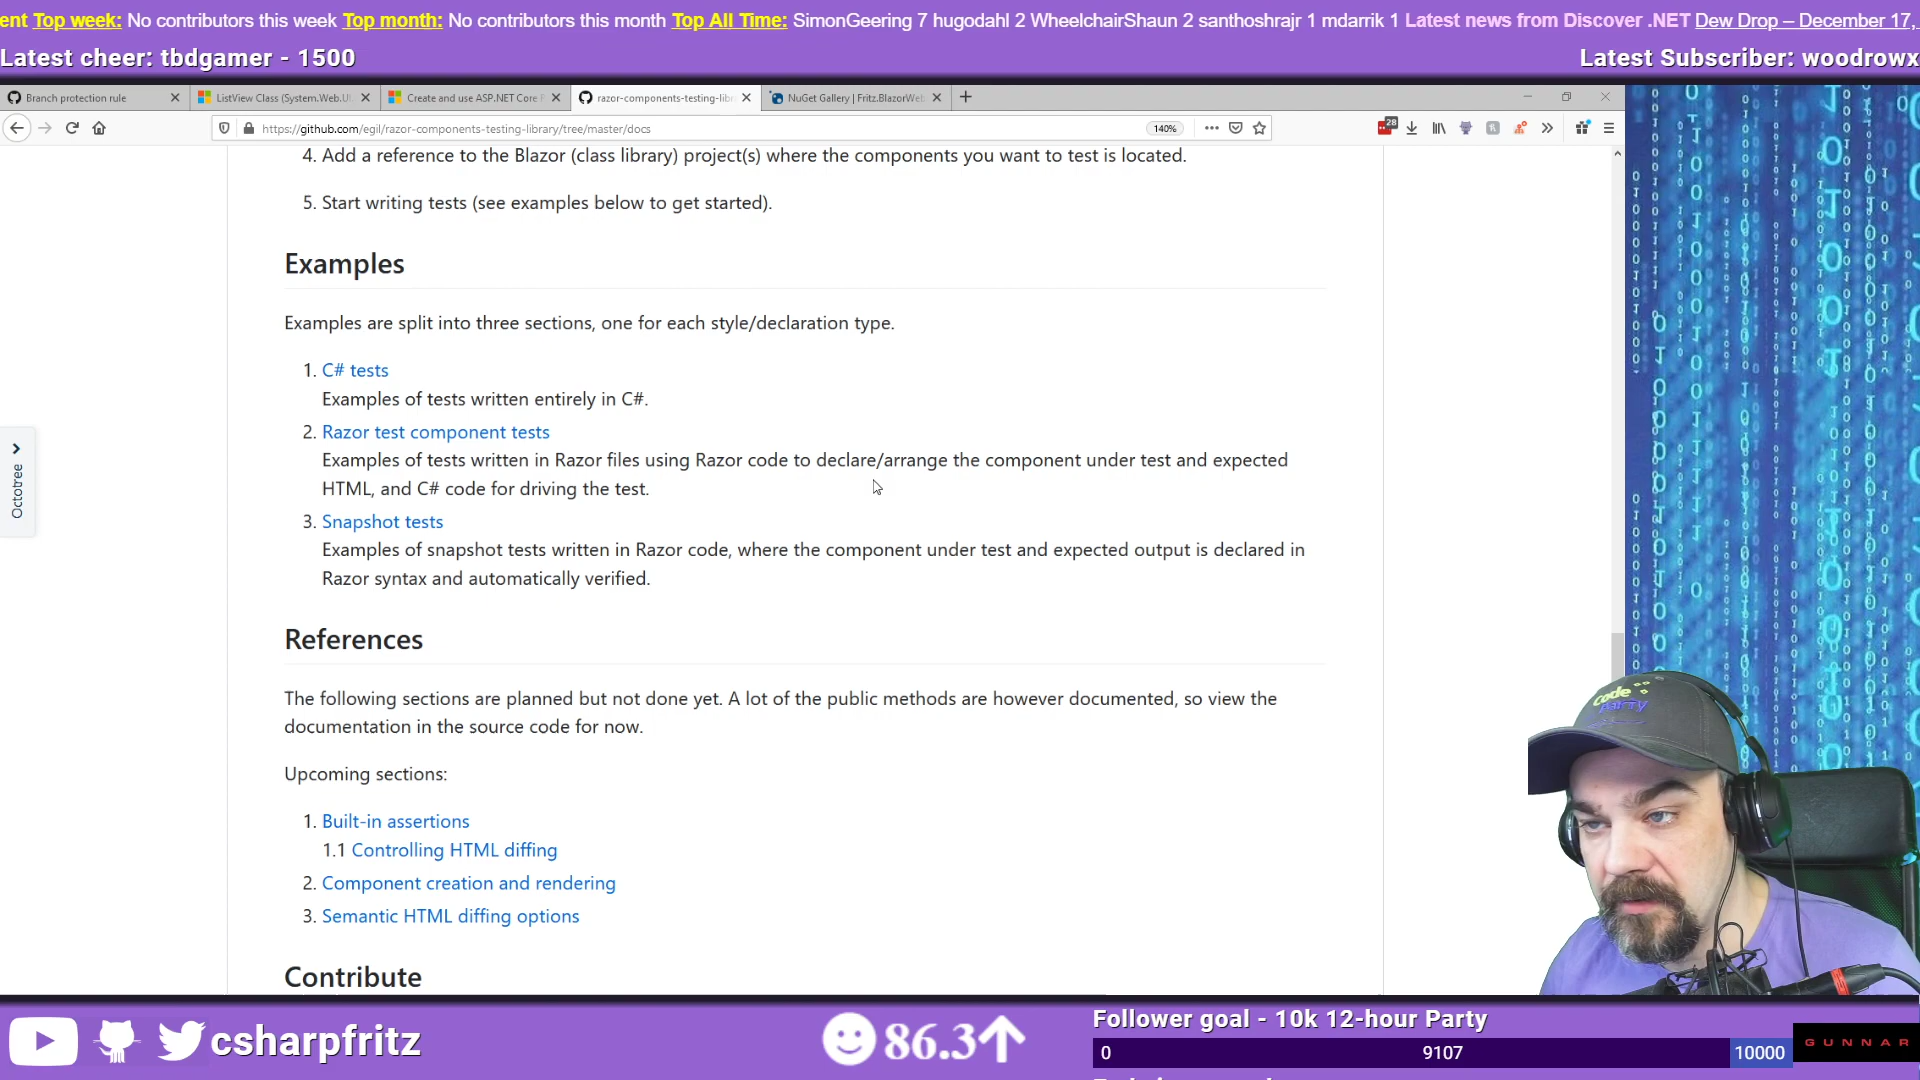 ent Top week: No contributors this week Top month: No contributors this month Top All Time: SimonGeering 7 hugodahl 2 WheelchairShaun 2 santhoshrajr 1 mdarrik 1 Latest news from Discover .NET Dew Drop – December 17,
Latest cheer: tbdgamer - 1500
Latest Subscriber: woodrowx
Branch protection rule
ListView Class (System.Web.UI.
Create and use ASP.NET Core R
razor-components-testing-libr
NuGet Gallery | Fritz.BlazorWeb
https://github.com/egil/razor-components-testing-library/tree/master/docs
140%
28
4. Add a reference to the Blazor (class library) project(s) where the components you want to test is located.
5. Start writing tests (see examples below to get started).
Examples
Examples are split into three sections, one for each style/declaration type.
1. C# tests
Examples of tests written entirely in C#.
2. Razor test component tests
Examples of tests written in Razor files using Razor code to declare/arrange the component under test and expected
HTML, and C# code for driving the test.
3. Snapshot tests
Examples of snapshot tests written in Razor code, where the component under test and expected output is declared in
Razor syntax and automatically verified.
Octotree
References
The following sections are planned but not done yet. A lot of the public methods are however documented, so view the
documentation in the source code for now.
Upcoming sections:
1. Built-in assertions
1.1 Controlling HTML diffing
2. Component creation and rendering
3. Semantic HTML diffing options
Contribute
code
party
csharpfritz
86.3
Follower goal - 10k 12-hour Party
0
9107
10000
GUNNAR